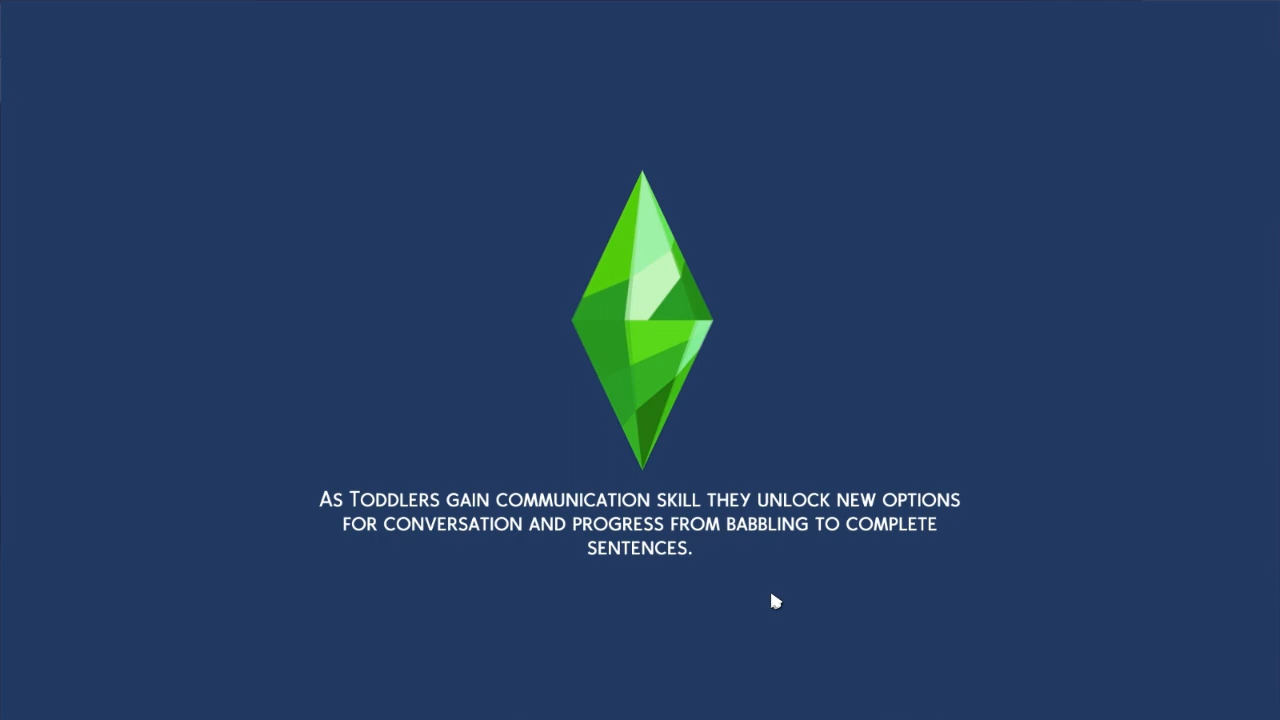 As Toddlers gain communication skill they unlock new options
for conversation and progress from babbling to complete
sentences.